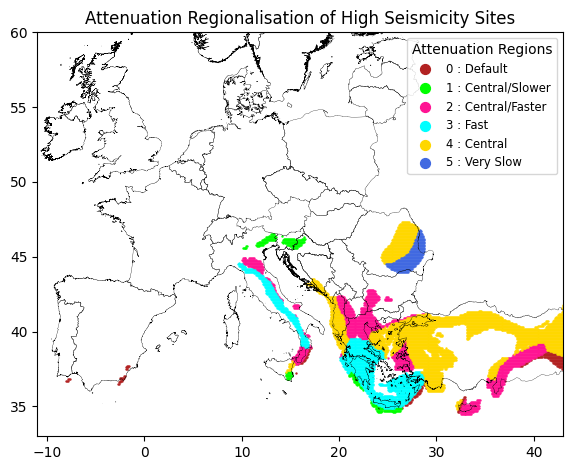 Attenuation Regionalisation of High Seismicity Sites
60
55
50
45
40
35
−10
0
10
20
30
40
Attenuation Regions
0 : Default
1 : Central/Slower
2 : Central/Faster
3 : Fast
4 : Central
5 : Very Slow